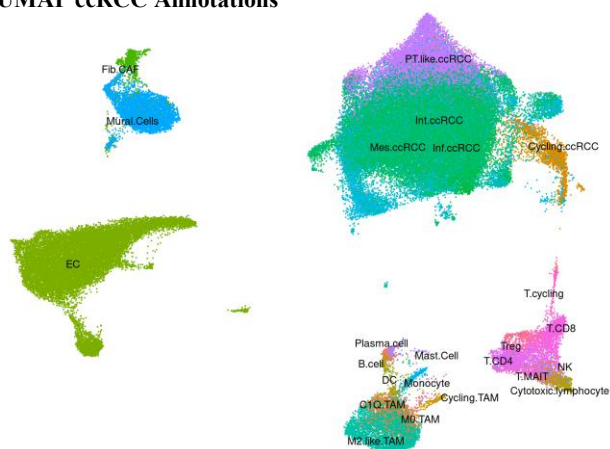 UMAP ccRCC Annotations
Fib.CAF
Mural.Cells
PT.like.ccRCC
Int.ccRCC
Mes.ccRCC
Inf.ccRCC
Cycling.ccRCC
EC
T.cycling
T.CD8
Treg
T.CD4
NK
T.MAIT
Cytotoxic.lymphocyte
Plasma.cell
Mast.Cell
B.cell
DC
Monocyte
Cycling.TAM
C1Q.TAM
M0.TAM
M2.like.TAM